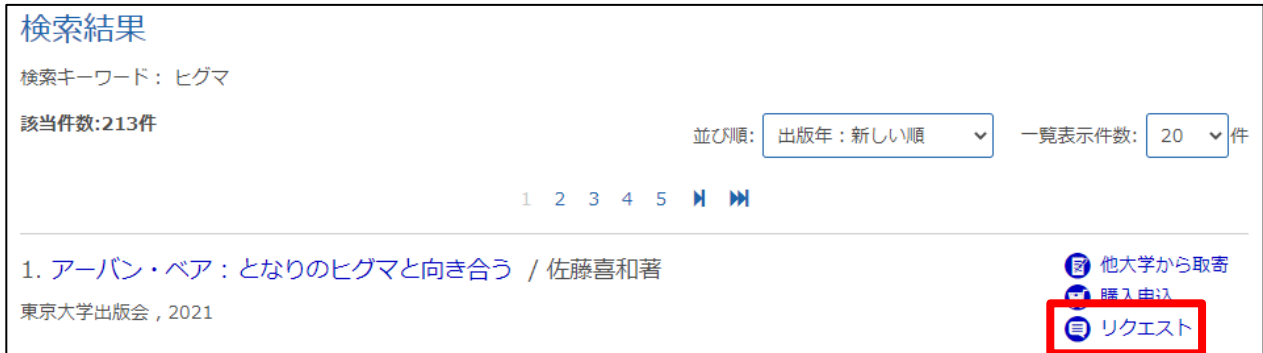 検索結果
検索キーワード： ヒグマ
該当件数:213件
並び順: 出版年：新しい順 一覧表示件数: 20 件
1 2 3 4 5
1. アーバン・ベア：となりのヒグマと向き合う / 佐藤喜和著
他大学から取寄
東京大学出版会 , 2021
購入申込
リクエスト